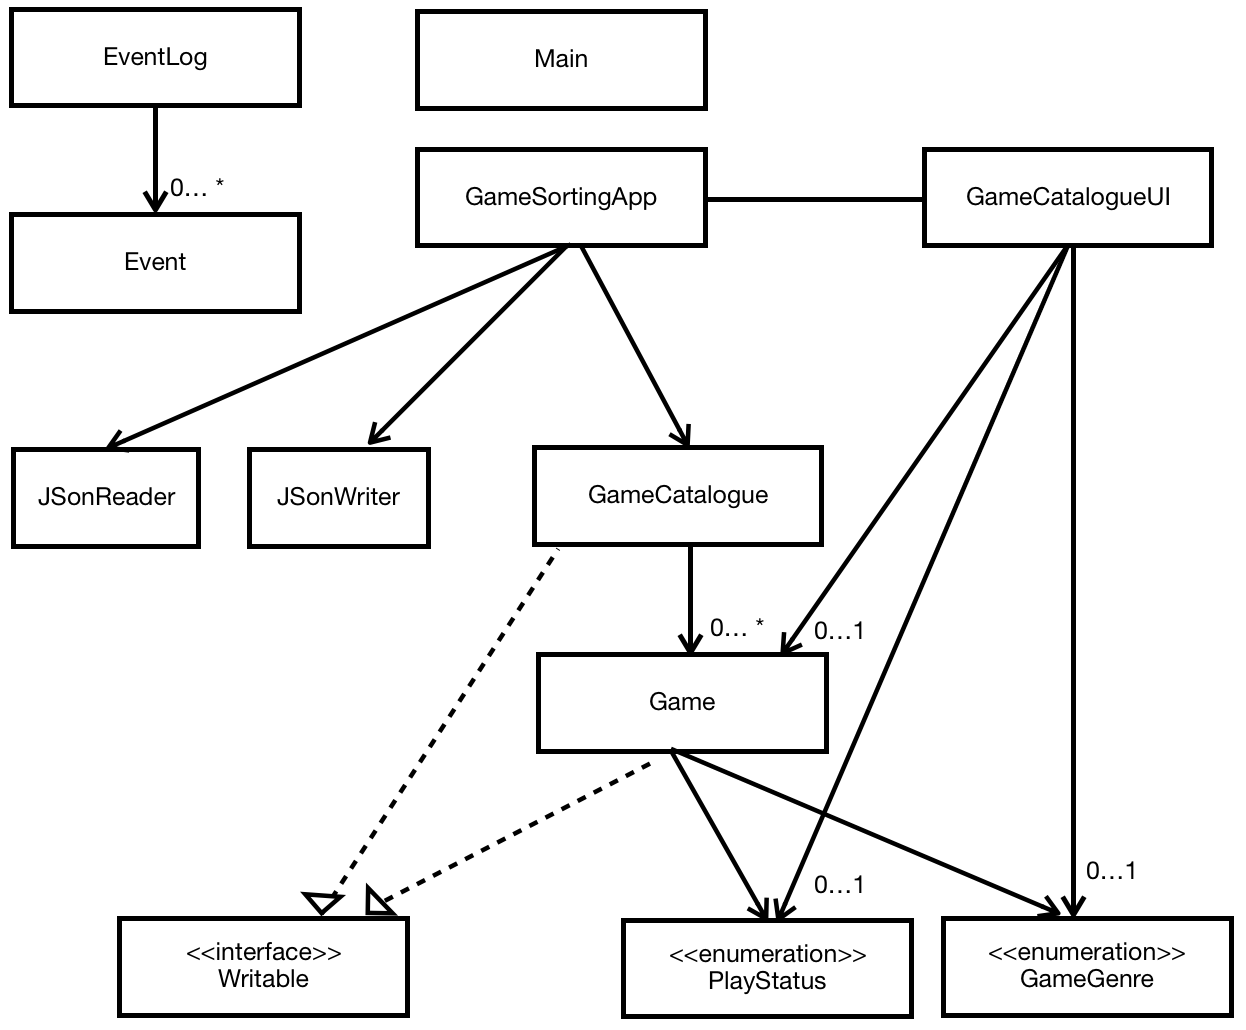 EventLog
Main
0... *
GameSortingApp
GameCatalogueUI
Event
JSonReader
JSonWriter
GameCatalogue
0... *
0...1
Game
0...1
0...1
<<interface>>
Writable
<<enumeration>>
PlayStatus
<<enumeration>>
GameGenre